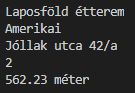 Laposföld étterem
Amerikai
Jóllak utca 42/a
2
562.23 méter